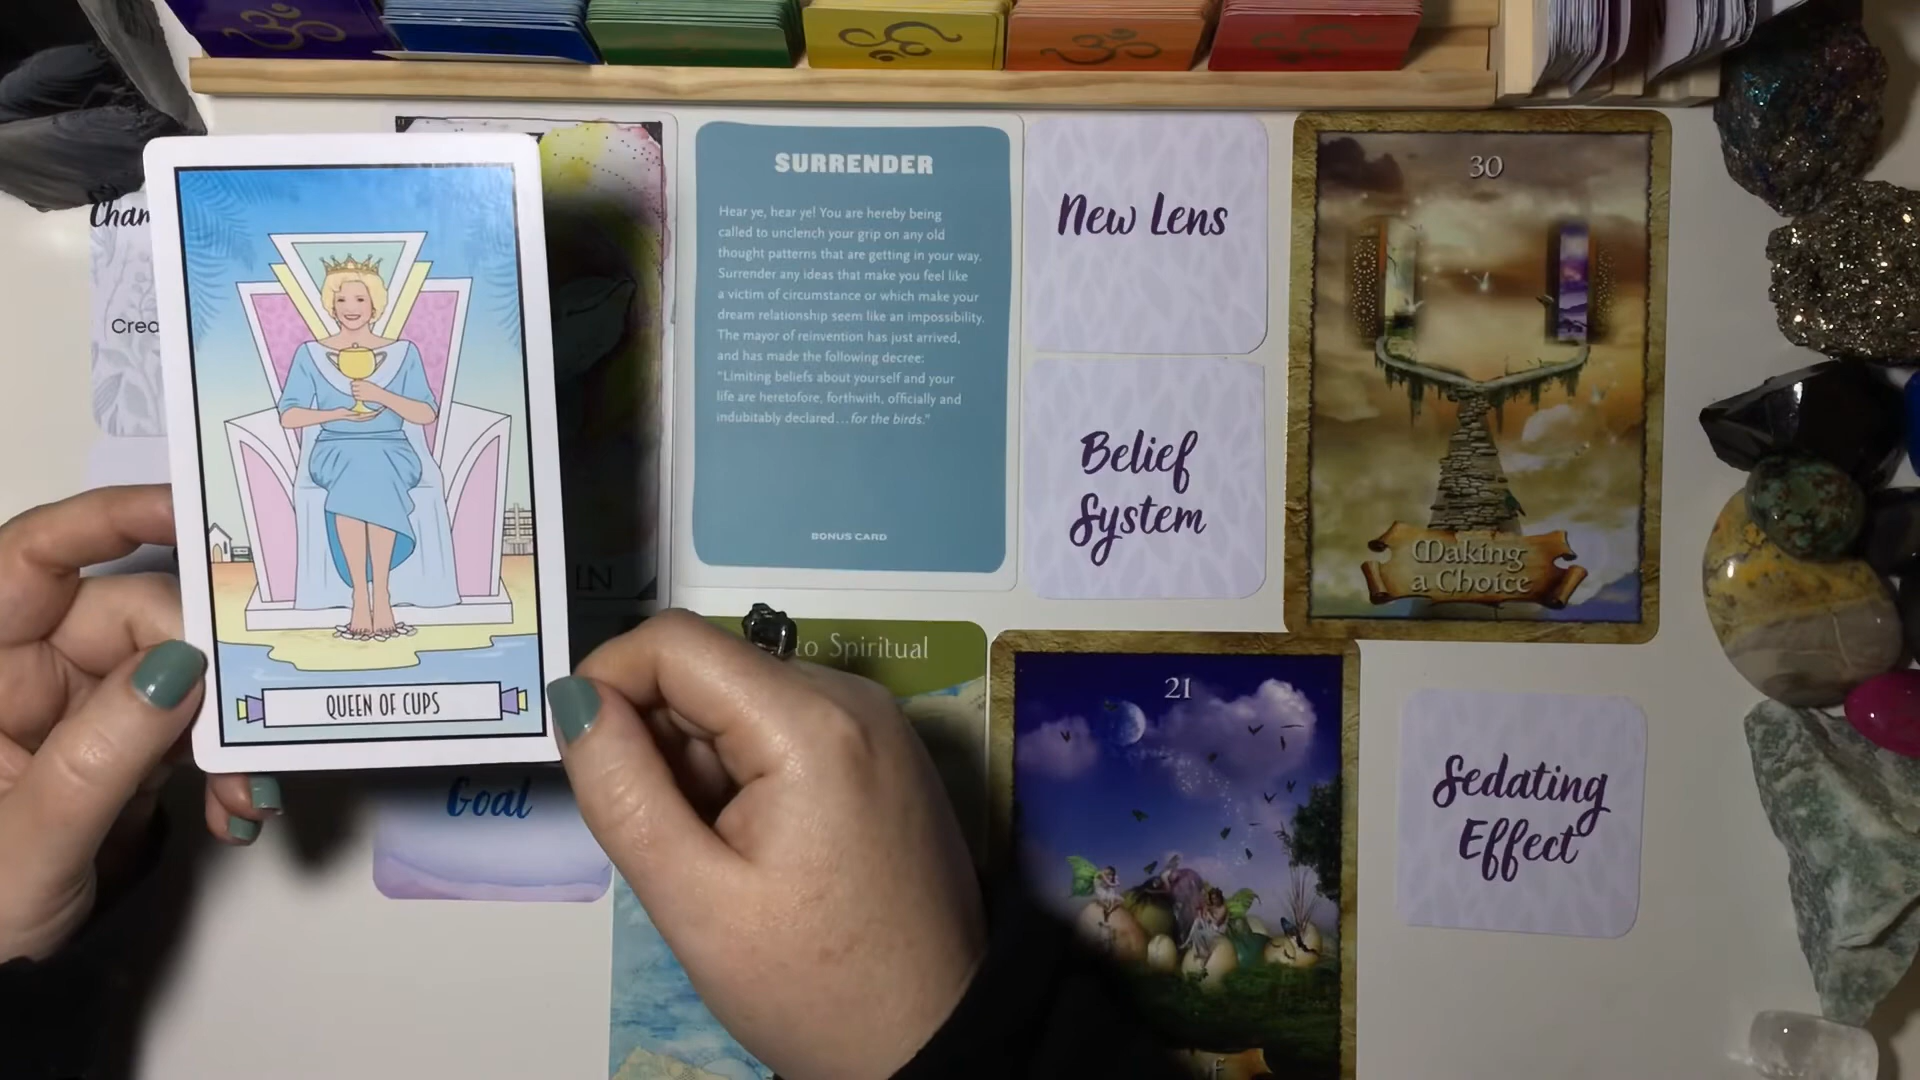 Crea
QUEEN OF CUPS
LN
Goal
SURRENDER
Hear ye, hear ye! You are hereby being
called to unclench your grip on any old
thought patterns that are getting in your way.
Surrender any ideas that make you feel like
a victim of circumstance or which make your
dream relationship seem like an impossibility.
The mayor of reinvention has just arrived,
and has made the following decree:
"Limiting beliefs about yourself and your
life are heretofore, forthwith, officially and
indubitably declared...for the birds."
BONUS CARD
to Spiritual
New Lens
Belief
System
30
Making
a Choice
21
Sedating
Effect